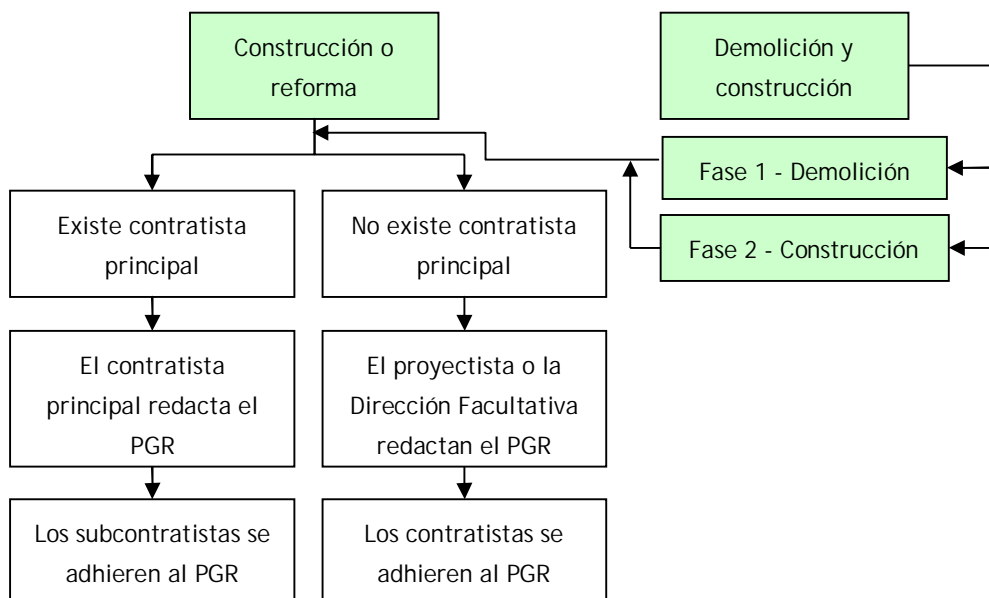 Construcción o
reforma
Demolición y
construcción
Fase 1 - Demolición
Fase 2 - Construcción
Existe contratista
principal
No existe contratista
principal
El contratista
principal redacta el
PGR
El proyectista o la
Dirección Facultativa
redactan el PGR
Los subcontratistas se
adhieren al PGR
Los contratistas se
adhieren al PGR